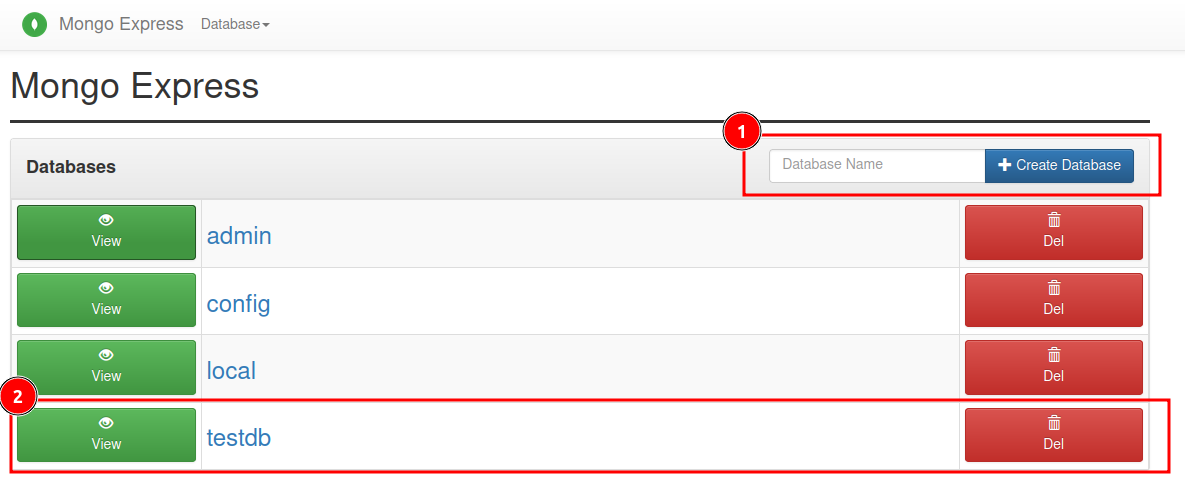 Mongo Express Database
Mongo Express
1
Databases Database Name Create Database
View admin Del
View config Del
View local Del
2
View testdb Del